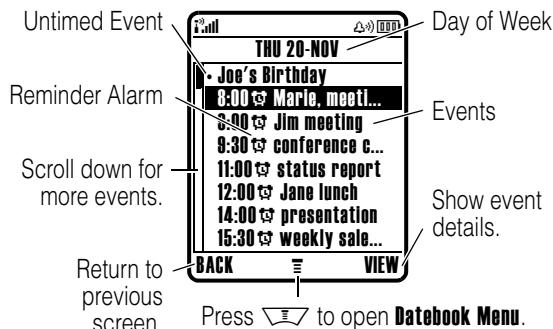 Untimed Event
Day of Week
THU 20-NOV
Joe's Birthday
Reminder Alarm
8:00 Marie, meeti...
Events
8:00 Jim meeting
9:30 conference c...
Scroll down for
more events.
11:00 status report
12:00 Jane lunch
14:00 presentation
15:30 weekly sale...
Show event
details.
BACK
VIEW
Return to
previous
screen.
Press to open Datebook Menu.